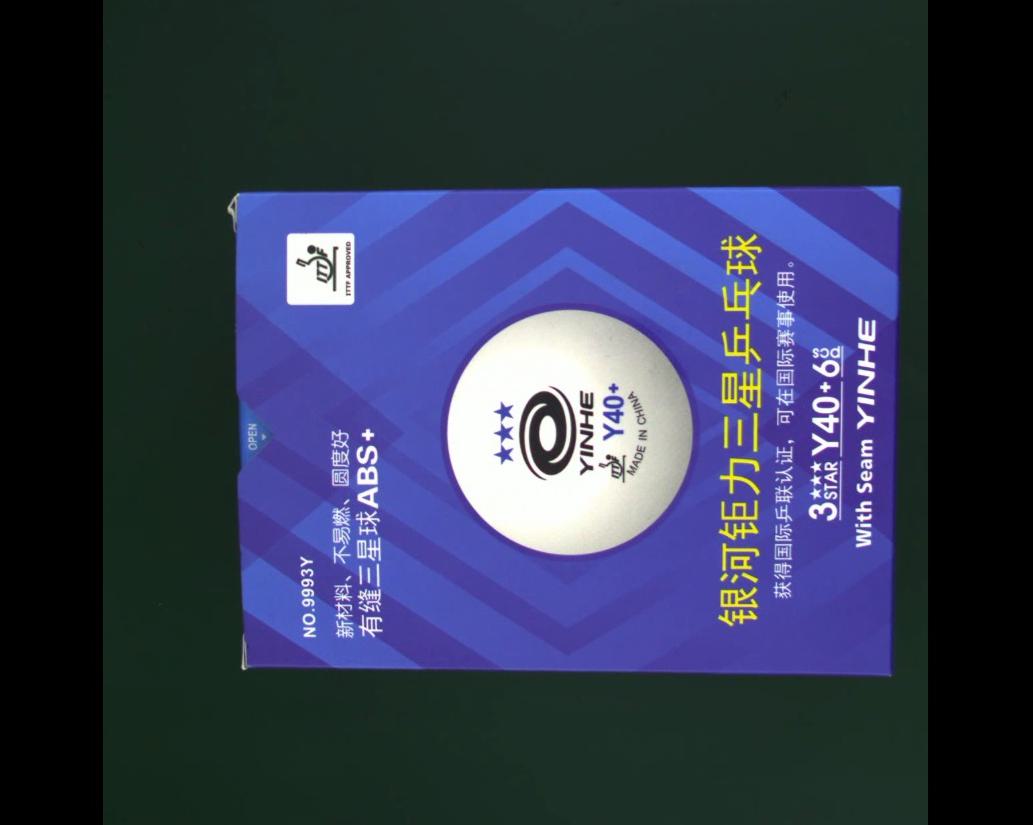 ITTF
ITTF APPROVED
OPEN
NO.9993Y
新材料、不易燃、圆度好
有缝三星球ABS+
YINHE
Y40+
MADE IN CHINA
银河钜力三星乒乓球
获得国际乒联认证，可在国际赛事使用。
3 STAR Y40+6
With Seam YINHE